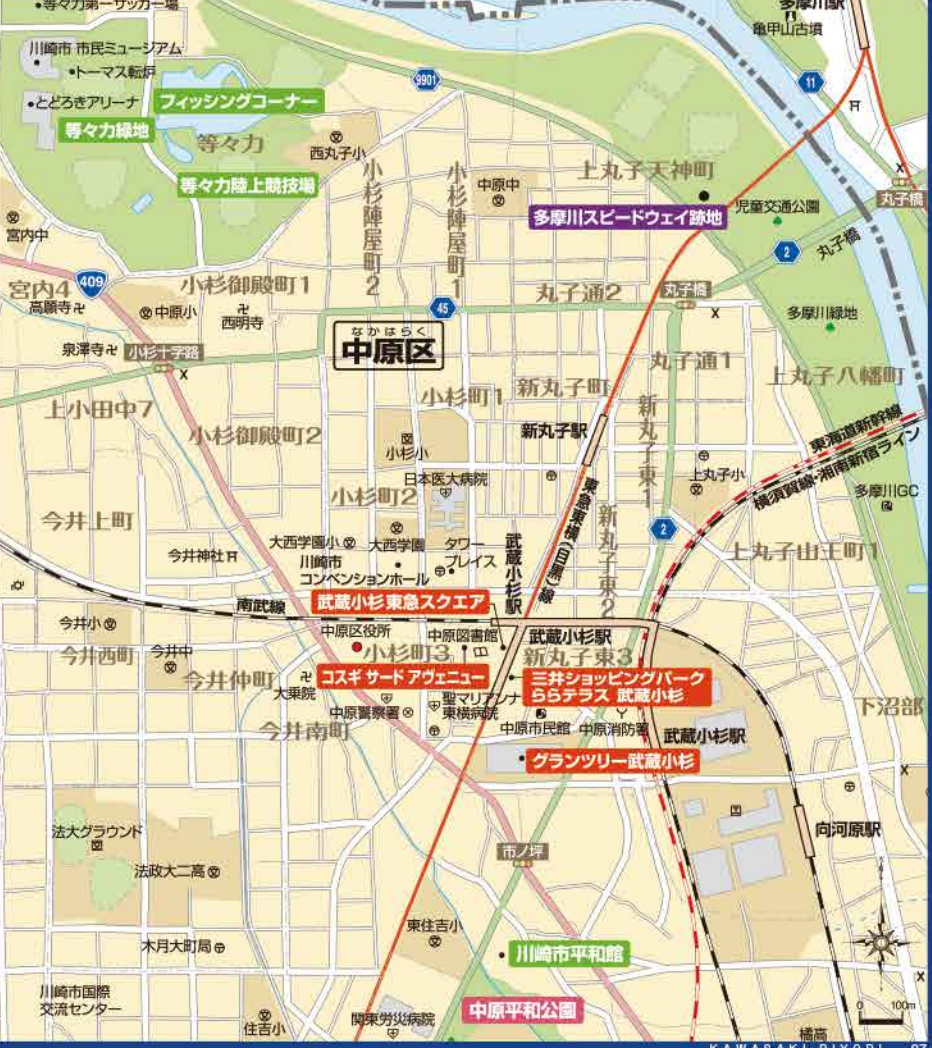 等々力第一サッカー場
多摩川駅
亀甲山古墳
川崎市 市民ミュージアム
トーマス転炉
9901
11
とどろきアリーナ
フィッシングコーナー
等々力緑地
等々力
西丸子小
等々力陸上競技場
小杉陣屋町2
小杉陣屋町1
中原中
上丸子天神町
多摩川スピードウェイ跡地
児童交通公園
丸子橋
丸子橋
2
宮内中
宮内4
409
高願寺
中原小
小杉御殿町1
西明寺
45
丸子通2
丸子橋
多摩川緑地
泉澤寺
小杉十字路
なかはらく
中原区
丸子通1
上丸子八幡町
上小田中7
小杉町1
新丸子町
新丸子東1
小杉御殿町2
小杉小
新丸子駅
東海道新幹線
横須賀線・湘南新宿ライン
日本医大病院
上丸子小
多摩川GC
小杉町2
東急東横(目黒)線
新丸子東2
2
今井上町
今井神社
大西学園小
大西学園
タワー
プレイス
武蔵小杉駅
上丸子山王町1
川崎市
コンベンションホール
南武線
武蔵小杉東急スクエア
今井小
中原区役所
中原図書館
武蔵小杉駅
今井西町
今井中
小杉町3
新丸子東3
今井仲町
大乗院
コスギ サード アヴェニュー
三井ショッピングパーク
ららテラス 武蔵小杉
聖マリアンナ
東横病院
中原警察署
中原市民館
中原消防署
下沼部
今井南町
武蔵小杉駅
グランツリー武蔵小杉
法大グラウンド
向河原駅
市ノ坪
法政大二高
東住吉小
木月大町局
川崎市平和館
川崎市国際
交流センター
住吉小
関東労災病院
中原平和公園
0 100m
橘高